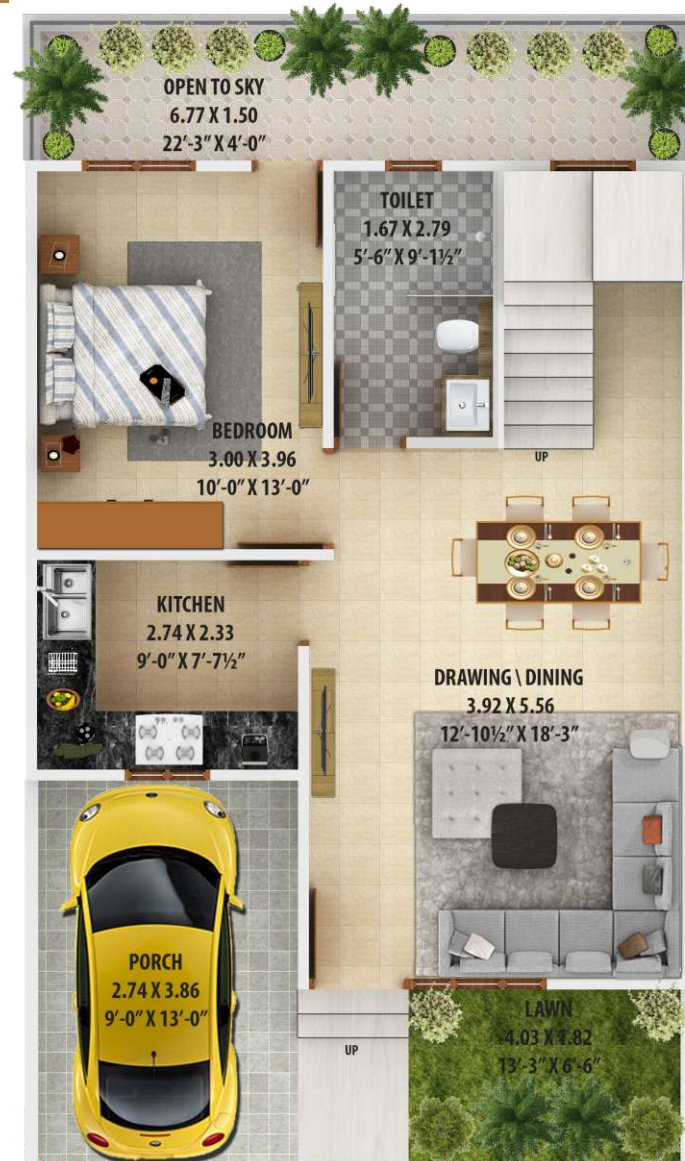 OPEN TO SKY
6.77 X 1.50
22'-3" X 4'-0"
TOILET
1.67 X 2.79
5'-6" X 9'-1½"
BEDROOM
3.00 X 3.96
10'-0" X 13'-0"
UP
KITCHEN
2.74 X 2.33
9'-0" X 7'-7½"
DRAWING \ DINING
3.92 X 5.56
12'-10½" X 18'-3"
PORCH
2.74 X 3.86
9'-0" X 13'-0"
UP
LAWN
4.03 X 1.82
13'-3" X 6'-6"